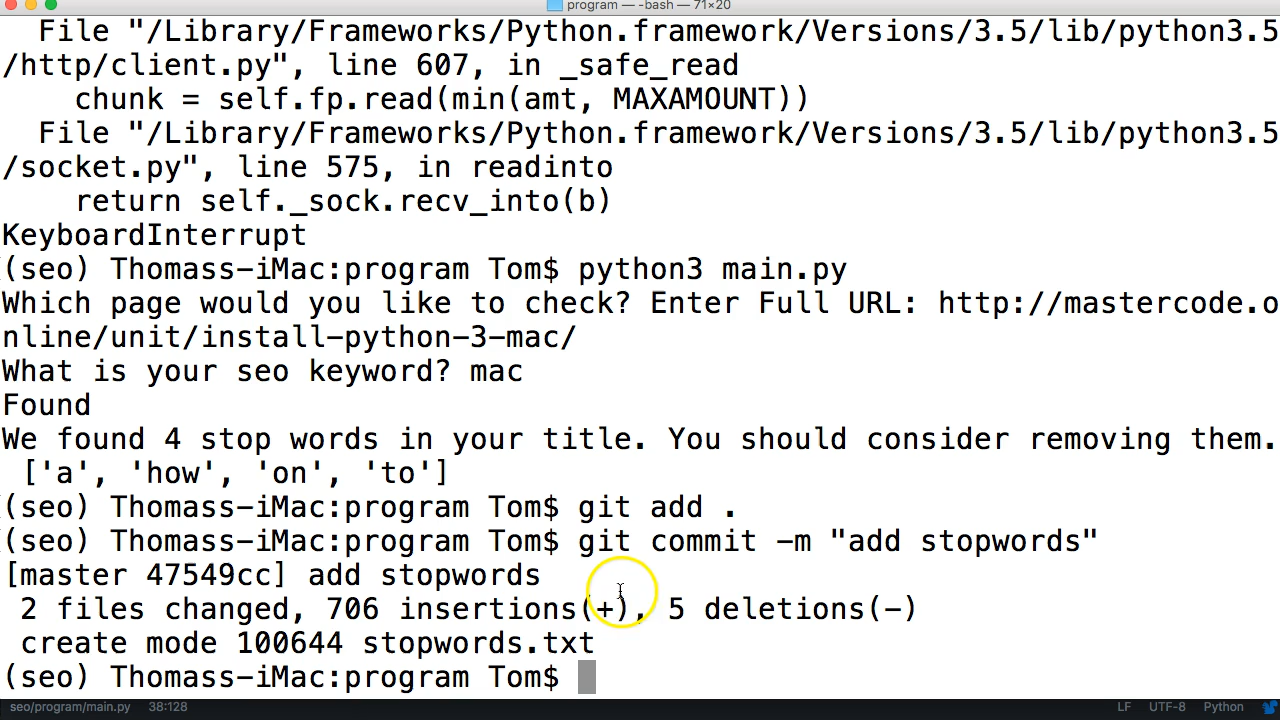 program — -bash — 71×20
File "/Library/Frameworks/Python.framework/Versions/3.5/lib/python3.5
/http/client.py", line 607, in _safe_read
chunk = self.fp.read(min(amt, MAXAMOUNT))
File "/Library/Frameworks/Python.framework/Versions/3.5/lib/python3.5
/socket.py", line 575, in readinto
return self._sock.recv_into(b)
KeyboardInterrupt
(seo) Thomass-iMac:program Tom$ python3 main.py
Which page would you like to check? Enter Full URL: http://mastercode.o
nline/unit/install-python-3-mac/
What is your seo keyword? mac
Found
We found 4 stop words in your title. You should consider removing them.
['a', 'how', 'on', 'to']
(seo) Thomass-iMac:program Tom$ git add .
(seo) Thomass-iMac:program Tom$ git commit -m "add stopwords"
[master 47549cc] add stopwords
2 files changed, 706 insertions(+), 5 deletions(-)
create mode 100644 stopwords.txt
(seo) Thomass-iMac:program Tom$
seo/program/main.py 38:128 LF UTF-8 Python